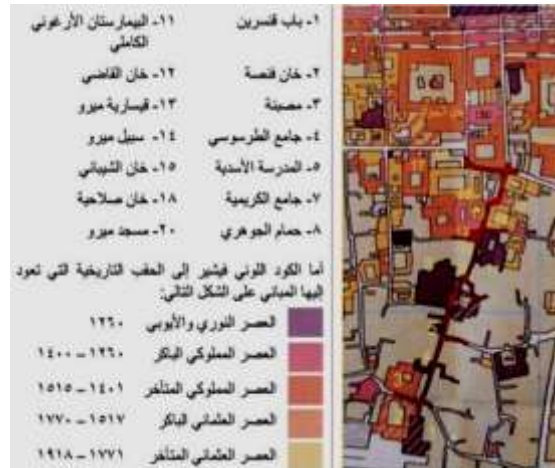 ١- باب قنسرين
٢- خان فنصة
٣- مصبنة
٤- جامع الطرسوسي
٥- المدرسة الأسدية
٧- جامع الكريمية
٨- حمام الجوهري
١١- البيمارستان الأرغوني
الكاملي
١٢- خان القاضي
١٣- قيسارية ميرو
١٤- سبيل ميرو
١٥- خان الشيباني
١٨- خان صلاحية
٢٠- مسجد ميرو
أما الكود اللوني فيشير إلى الحقب التاريخية التي تعود
إليها المباني على الشكل التالي:
العصر النوري والأيوبي ١٢٦٠
العصر المملوكي الباكر ١٢٦٠-١٤٠٠
العصر المملوكي المتأخر ١٤٠١-١٥١٥
العصر العثماني الباكر ١٥١٧-١٧٧٠
العصر العثماني المتأخر ١٧٧١-١٩١٨